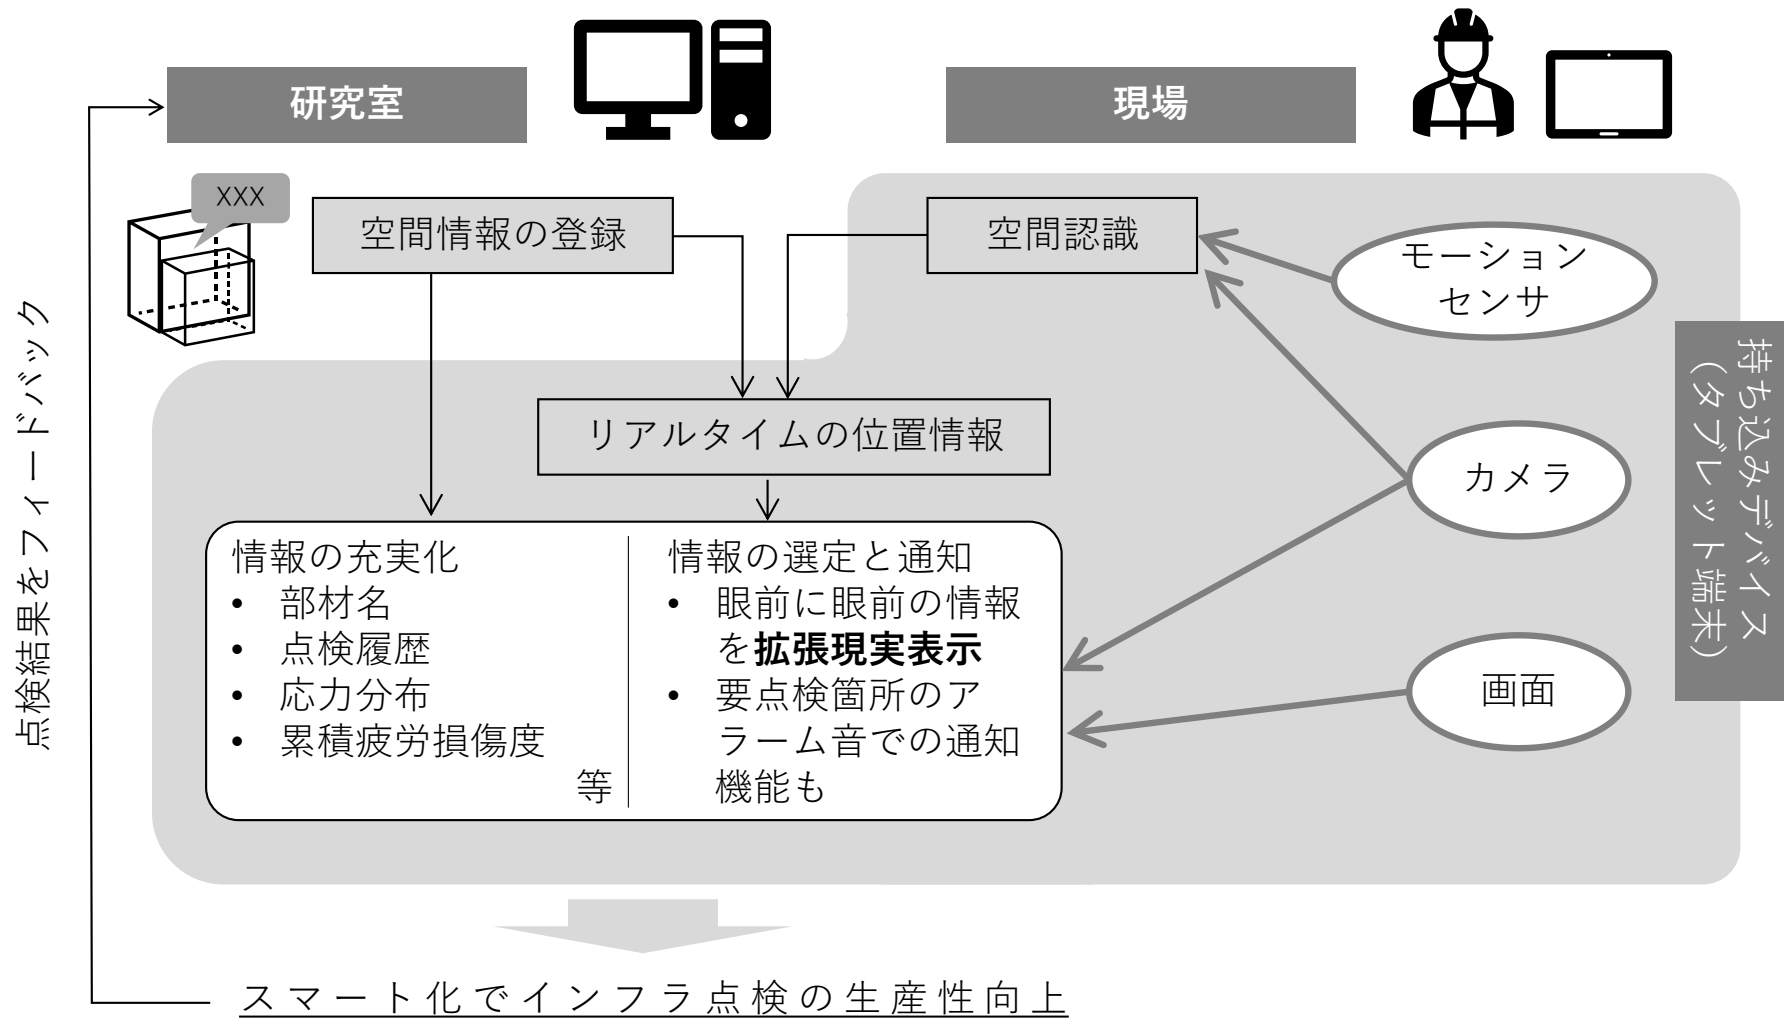 研究室
現場
XXX
空間情報の登録
空間認識
モーション
センサ
リアルタイムの位置情報
カメラ
画面
持ち込みデバイス
（タブレット端末）
情報の充実化
• 部材名
• 点検履歴
• 応力分布
• 累積疲労損傷度
等
情報の選定と通知
• 眼前に眼前の情報
を拡張現実表示
• 要点検箇所のア
ラーム音での通知
機能も
点検結果をフィードバック
スマート化でインフラ点検の生産性向上